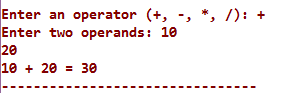 Enter an operator (+, -, *, /): +
Enter two operands: 10
20
10 + 20 = 30
--------------------------------